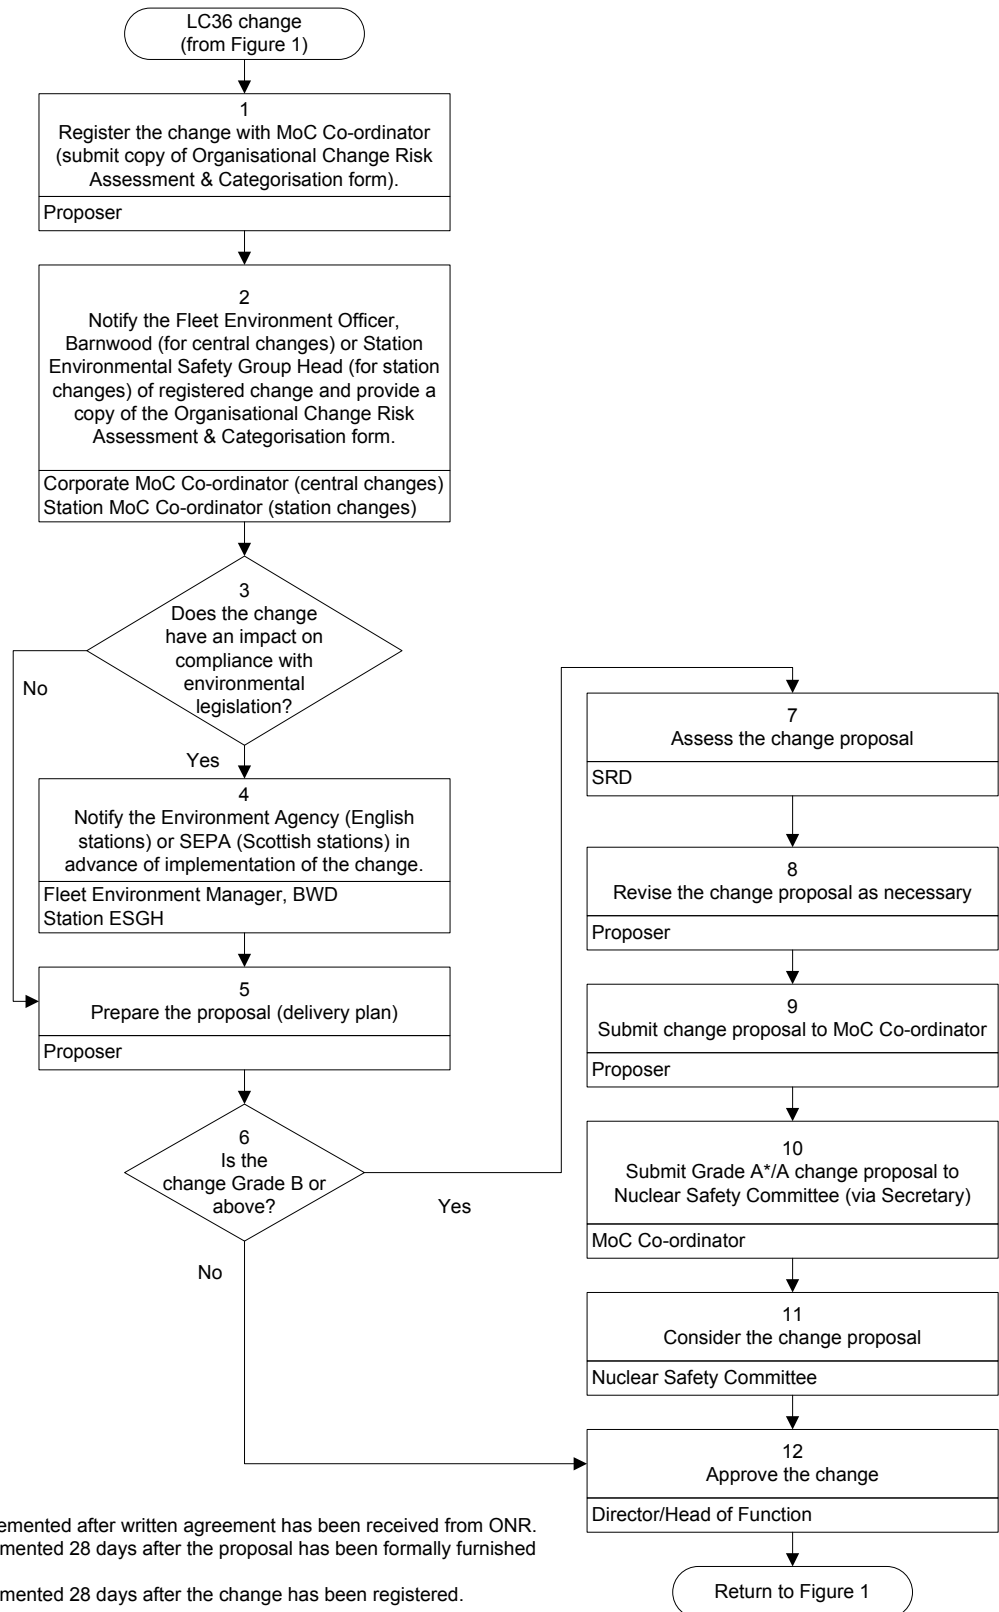 LC36 change
(from Figure 1)
1
Register the change with MoC Co-ordinator
(submit copy of Organisational Change Risk
Assessment & Categorisation form).
Proposer
2
Notify the Fleet Environment Officer,
Barnwood (for central changes) or Station
Environmental Safety Group Head (for station
changes) of registered change and provide a
copy of the Organisational Change Risk
Assessment & Categorisation form.
Corporate MoC Co-ordinator (central changes)
Station MoC Co-ordinator (station changes)
3
Does the change
have an impact on
compliance with
environmental
legislation?
No
Yes
4
Notify the Environment Agency (English
stations) or SEPA (Scottish stations) in
advance of implementation of the change.
Fleet Environment Manager, BWD
Station ESGH
5
Prepare the proposal (delivery plan)
Proposer
6
Is the
change Grade B or
above?
Yes
No
7
Assess the change proposal
SRD
8
Revise the change proposal as necessary
Proposer
9
Submit change proposal to MoC Co-ordinator
Proposer
10
Submit Grade A*/A change proposal to
Nuclear Safety Committee (via Secretary)
MoC Co-ordinator
11
Consider the change proposal
Nuclear Safety Committee
12
Approve the change
Director/Head of Function
Return to Figure 1
emented after written agreement has been received from ONR.
mented 28 days after the proposal has been formally furnished
mented 28 days after the change has been registered.